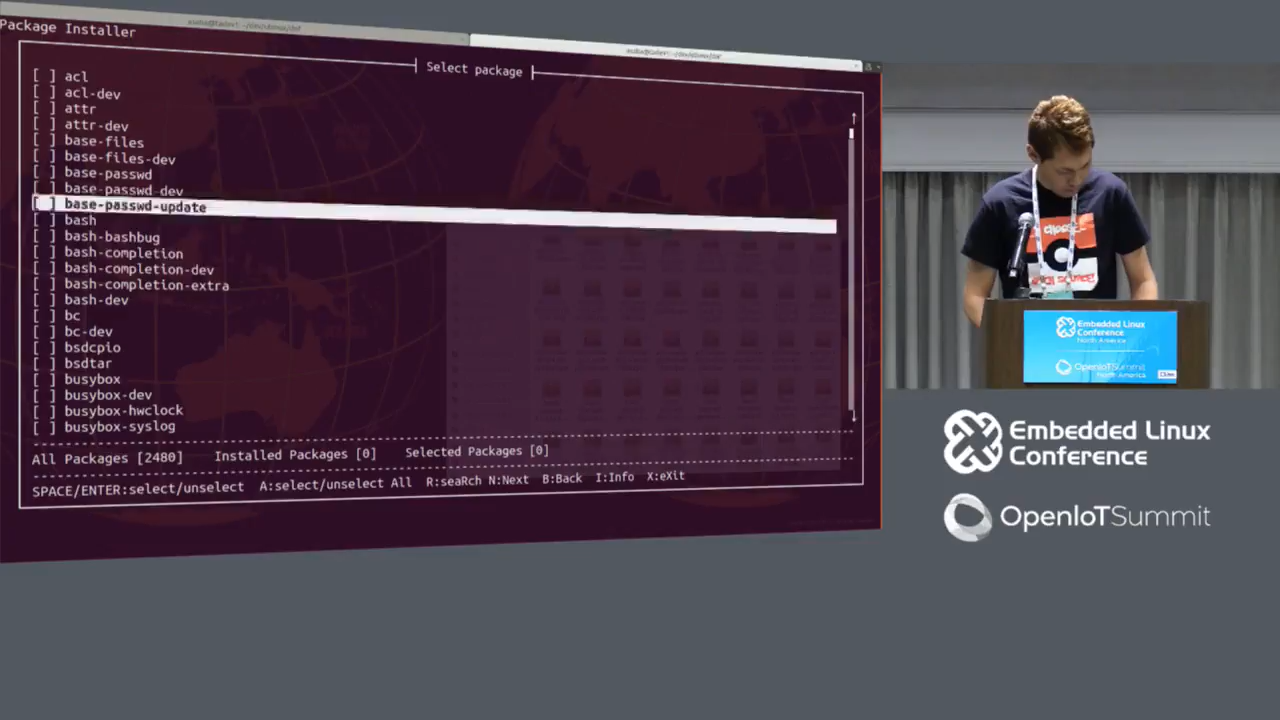 Package Installer
Select package
[ ] acl
[ ] acl-dev
[ ] attr
[ ] attr-dev
[ ] base-files
[ ] base-files-dev
[ ] base-passwd
[ ] base-passwd-dev
[ ] base-passwd-update
[ ] bash
[ ] bash-bashbug
[ ] bash-completion
[ ] bash-completion-dev
[ ] bash-completion-extra
[ ] bash-dev
[ ] bc
[ ] bc-dev
[ ] bsdcpio
[ ] bsdtar
[ ] busybox
[ ] busybox-dev
[ ] busybox-hwclock
[ ] busybox-syslog
All Packages [2480] Installed Packages [0] Selected Packages [0]
SPACE/ENTER:select/unselect A:select/unselect All R:seaRch N:Next B:Back I:Info X:eXit
CHOOSE
Embedded Linux
Conference
North America
OpenIoTSummit
North America
Embedded Linux
Conference
OpenIoTSummit